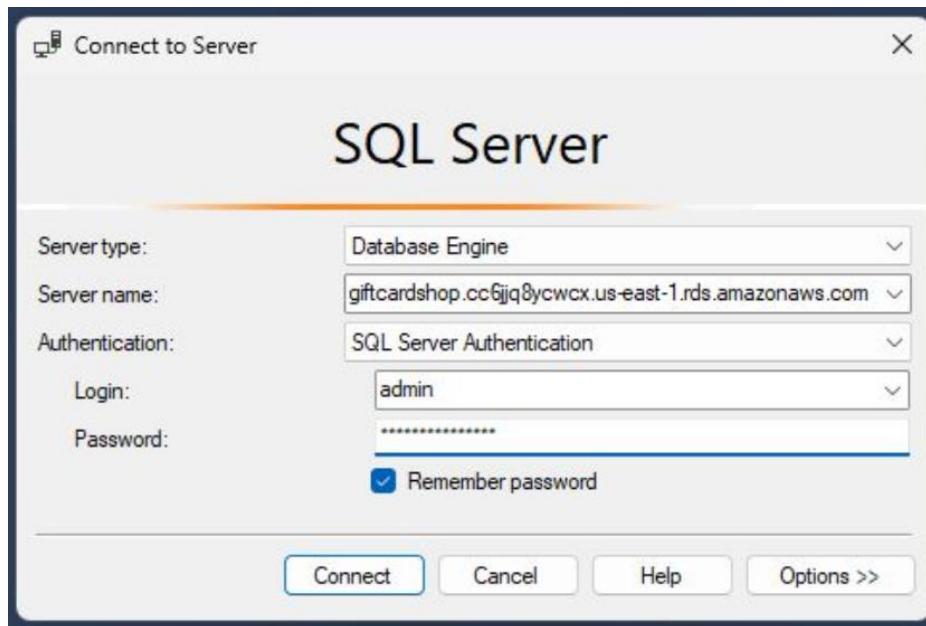 Connect to Server
SQL Server
Server type: Database Engine
Server name: giftcardshop.cc6jjq8ycwcx.us-east-1.rds.amazonaws.com
Authentication: SQL Server Authentication
Login: admin
Password: ***************
Remember password
Connect Cancel Help Options >>